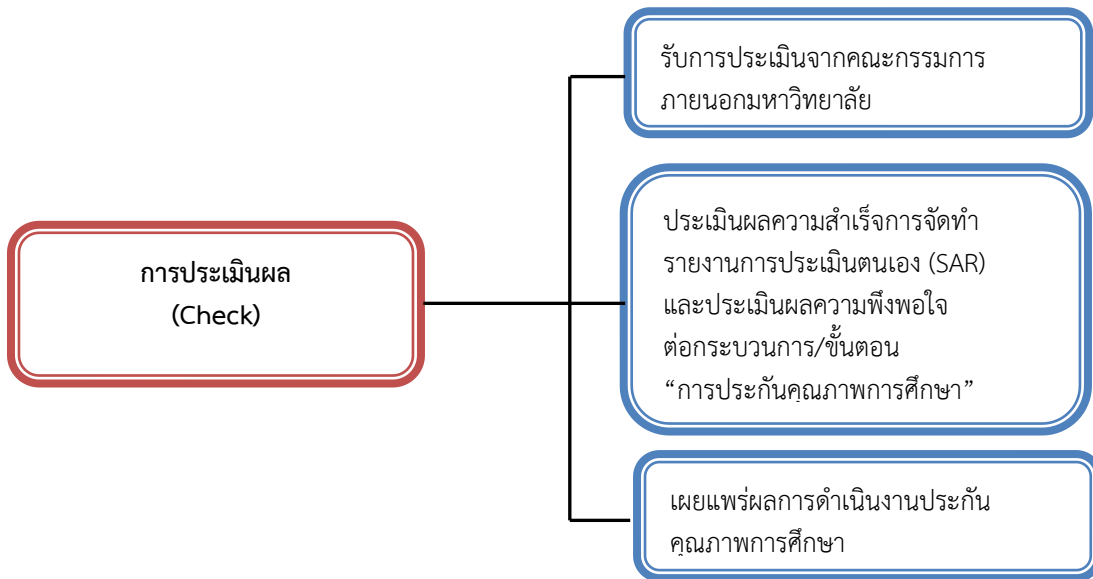 รับการประเมินจากคณะกรรมการ
ภายนอกมหาวิทยาลัย
การประเมินผล
(Check)
ประเมินผลความสำเร็จการจัดทำ
รายงานการประเมินตนเอง (SAR)
และประเมินผลความพึงพอใจ
ต่อกระบวนการ/ขั้นตอน
“การประกันคุณภาพการศึกษา”
เผยแพร่ผลการดำเนินงานประกัน
คุณภาพการศึกษา